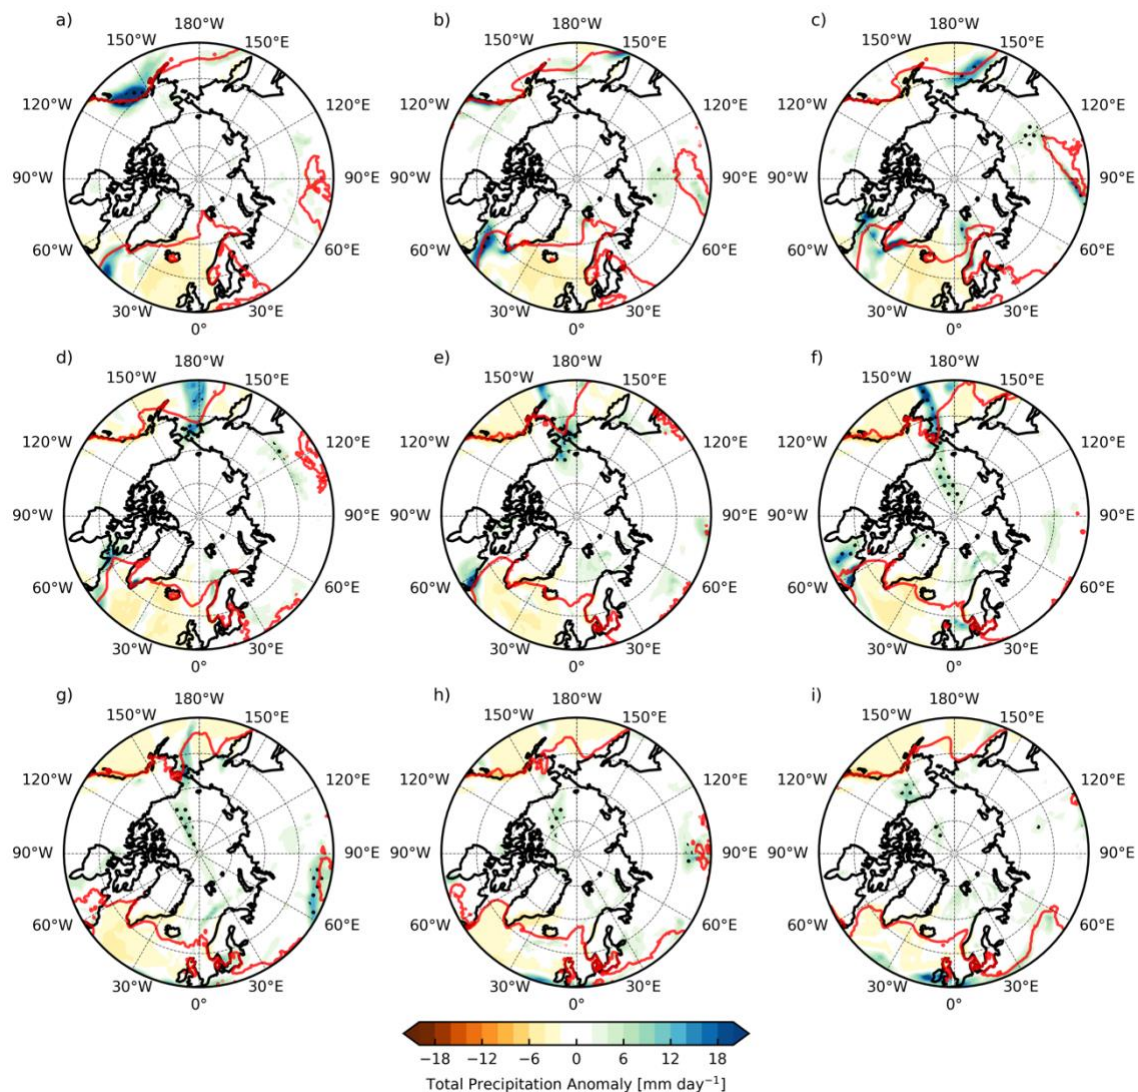 a) b) c)
180°W 180°W 180°W
150°W 150°E 150°W 150°E 150°W 150°E
120°W 120°E 120°W 120°E 120°W 120°E
90°W 90°E 90°W 90°E 90°W 90°E
60°W 60°E 60°W 60°E 60°W 60°E
30°W 30°E 30°W 30°E 30°W 30°E
0° 0° 0°
d) e) f)
180°W 180°W 180°W
150°W 150°E 150°W 150°E 150°W 150°E
120°W 120°E 120°W 120°E 120°W 120°E
90°W 90°E 90°W 90°E 90°W 90°E
60°W 60°E 60°W 60°E 60°W 60°E
30°W 30°E 30°W 30°E 30°W 30°E
0° 0° 0°
g) h) i)
180°W 180°W 180°W
150°W 150°E 150°W 150°E 150°W 150°E
120°W 120°E 120°W 120°E 120°W 120°E
90°W 90°E 90°W 90°E 90°W 90°E
60°W 60°E 60°W 60°E 60°W 60°E
30°W 30°E 30°W 30°E 30°W 30°E
0° 0° 0°
−18 −12 −6 0 6 12 18
Total Precipitation Anomaly [mm day⁻¹]